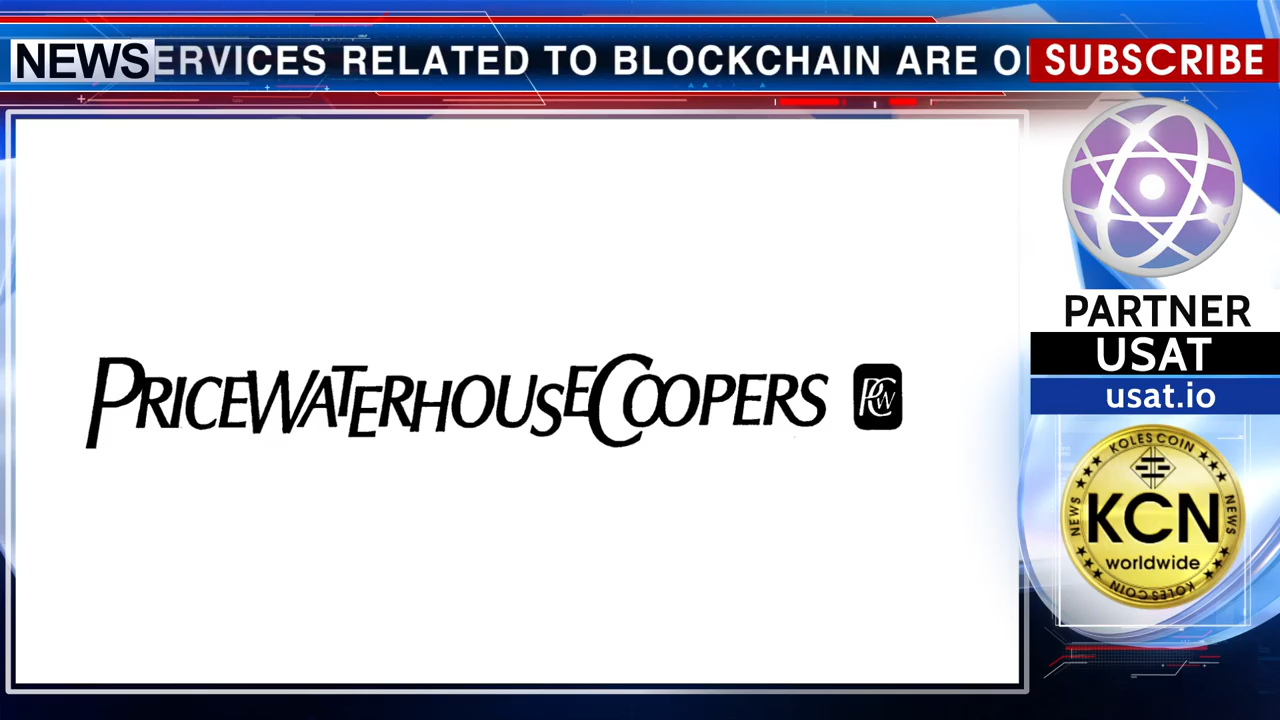 NEWS
ERVICES RELATED TO BLOCKCHAIN ARE
SUBSCRIBE
PRICEWATERHOUSECOOPERS
PCW
PARTNER
USAT
usat.io
KOLES COIN
NEWS
KCN
NEWS
worldwide
KOLES COIN